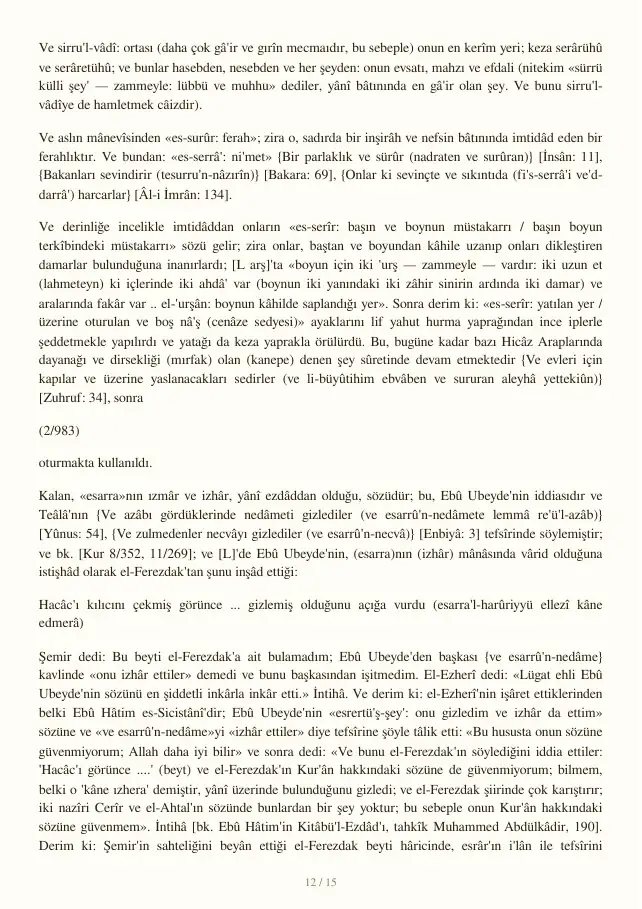 Ve sirru'l-vâdî: ortası (daha çok gâ'ir ve gırîn mecmaıdır, bu sebeple) onun en kerîm yeri; keza serârühû
ve serâretühû; ve bunlar hasebden, nesebden ve her şeyden: onun evsatı, mahzı ve efdali (nitekim «sürrü
külli şey' — zammeyle: lübbü ve muhhu» dediler, yânî bâtınında en gâ'ir olan şey. Ve bunu sirru'l-
vâdîye de hamletmek câizdir).
Ve aslın mânevîsinden «es-surûr: ferah»; zira o, sadırda bir inşirâh ve nefsin bâtınında imtidâd eden bir
ferahlıktır. Ve bundan: «es-serrâ': ni'met» {Bir parlaklık ve sürûr (nadraten ve surûran)} [İnsân: 11],
{Bakanları sevindirir (tesurru'n-nâzırîn)} [Bakara: 69], {Onlar ki sevinçte ve sıkıntıda (fi's-serrâ'i ve'd-
darrâ') harcarlar} [Âl-i İmrân: 134].
Ve derinliğe incelikle imtidâddan onların «es-serîr: başın ve boynun müstakarrı / başın boyun
terkîbindeki müstakarrı» sözü gelir; zira onlar, baştan ve boyundan kâhile uzanıp onları dikleştiren
damarlar bulunduğuna inanırlardı; [L arş]'ta «boyun için iki 'urş — zammeyle — vardır: iki uzun et
(lahmeteyn) ki içlerinde iki ahdâ' var (boynun iki yanındaki iki zâhir sinirin ardında iki damar) ve
aralarında fakâr var .. el-'urşân: boynun kâhilde saplandığı yer». Sonra derim ki: «es-serîr: yatılan yer /
üzerine oturulan ve boş nâ'ş (cenâze sedyesi)» ayaklarını lif yahut hurma yaprağından ince iplerle
şeddetmekle yapılırdı ve yatağı da keza yaprakla örülürdü. Bu, bugüne kadar bazı Hicâz Araplarında
dayanağı ve dirsekliği (mırfak) olan (kanepe) denen şey sûretinde devam etmektedir {Ve evleri için
kapılar ve üzerine yaslanacakları sedirler (ve li-büyûtihim ebvâben ve sururan aleyhâ yettekiûn)}
[Zuhruf: 34], sonra
(2/983)
oturmakta kullanıldı.
Kalan, «esarra»nın ızmâr ve izhâr, yânî ezdâddan olduğu, sözüdür; bu, Ebû Ubeyde'nin iddiasıdır ve
Teâlâ'nın {Ve azâbı gördüklerinde nedâmeti gizlediler (ve esarrû'n-nedâmete lemmâ re'ü'l-azâb)}
[Yûnus: 54], {Ve zulmedenler necvâyı gizlediler (ve esarrû'n-necvâ)} [Enbiyâ: 3] tefsîrinde söylemiştir;
ve bk. [Kur 8/352, 11/269]; ve [L]'de Ebû Ubeyde'nin, (esarra)nın (izhâr) mânâsında vârid olduğuna
istişhâd olarak el-Ferezdak'tan şunu inşâd ettiği:
Hacâc'ı kılıcını çekmiş görünce ... gizlemiş olduğunu açığa vurdu (esarra'l-harûriyyü ellezî kâne
edmerâ)
Şemir dedi: Bu beyti el-Ferezdak'a ait bulamadım; Ebû Ubeyde'den başkası {ve esarrû'n-nedâme}
kavlinde «onu izhâr ettiler» demedi ve bunu başkasından işitmedim. El-Ezherî dedi: «Lügat ehli Ebû
Ubeyde'nin sözünü en şiddetli inkârla inkâr etti.» İntihâ. Ve derim ki: el-Ezherî'nin işâret ettiklerinden
belki Ebû Hâtim es-Sicistânî'dir; Ebû Ubeyde'nin «esrertü'ş-şey': onu gizledim ve izhâr da ettim»
sözüne ve «ve esarrû'n-nedâme»yi «izhâr ettiler» diye tefsîrine şöyle tâlik etti: «Bu hususta onun sözüne
güvenmiyorum; Allah daha iyi bilir» ve sonra dedi: «Ve bunu el-Ferezdak'ın söylediğini iddia ettiler:
'Hacâc'ı görünce ....' (beyt) ve el-Ferezdak'ın Kur'ân hakkındaki sözüne de güvenmiyorum; bilmem,
belki o 'kâne ızhera' demiştir, yânî üzerinde bulunduğunu gizledi; ve el-Ferezdak şiirinde çok karıştırır;
iki nazîri Cerîr ve el-Ahtal'ın sözünde bunlardan bir şey yoktur; bu sebeple onun Kur'ân hakkındaki
sözüne güvenmem». İntihâ [bk. Ebû Hâtim'in Kitâbü'l-Ezdâd'ı, tahkîk Muhammed Abdülkâdir, 190].
Derim ki: Şemir'in sahteliğini beyân ettiği el-Ferezdak beyti hâricinde, esrâr'ın i'lân ile tefsîrini
12 / 15